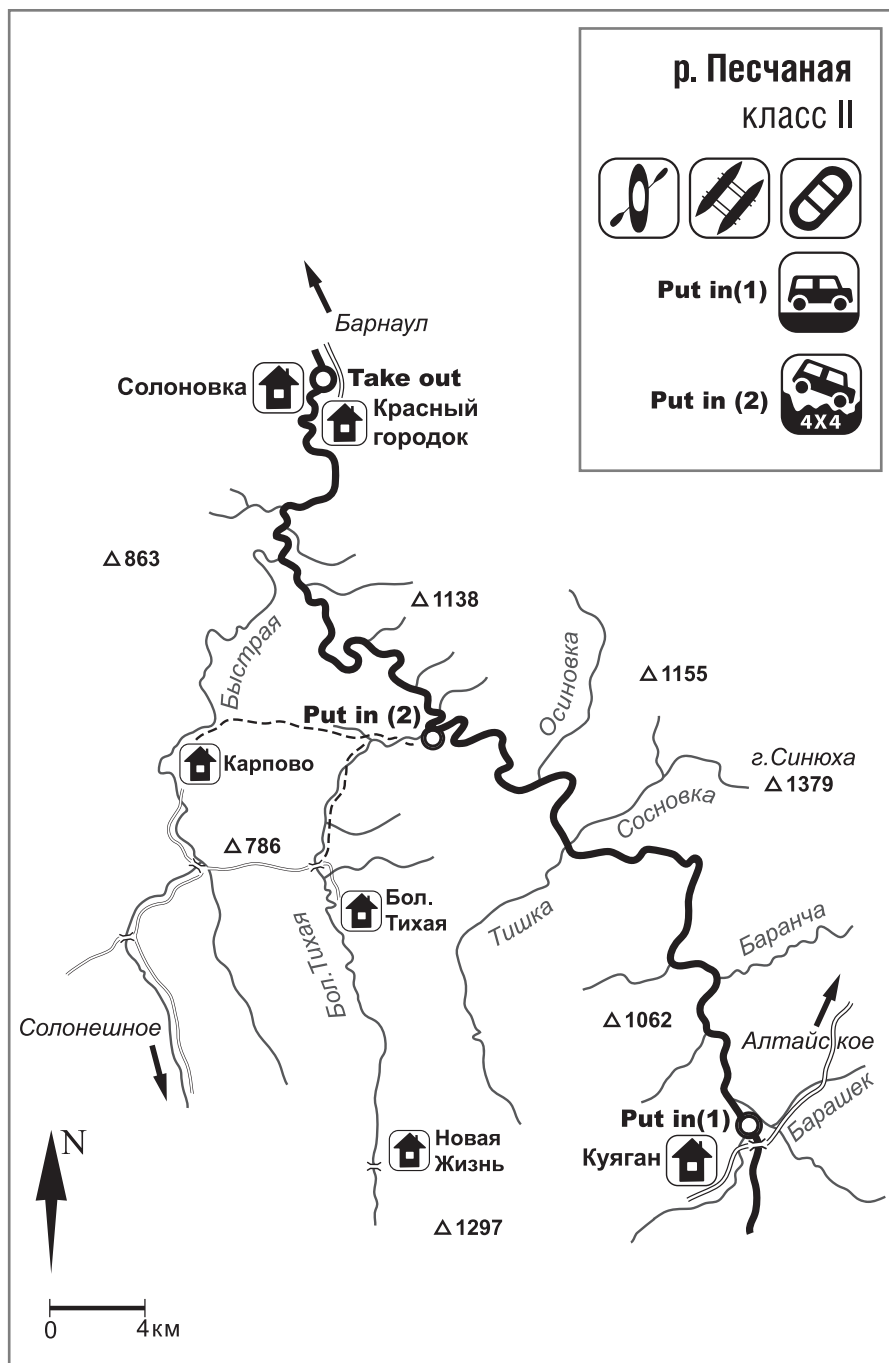 р. Песчаная
класс II
Put in(1)
Put in (2)
4X4
Барнаул
Солоновка
Take out
Красный
городок
863
1138
Быстрая
Осиновка
1155
Put in (2)
г.Синюха
1379
Карпово
Сосновка
786
Бол.
Тихая
Бол. Тихая
Тишка
Баранча
1062
Солонешное
Алтайское
Put in(1)
Барашек
Куяган
N
Новая
Жизнь
1297
0 4км